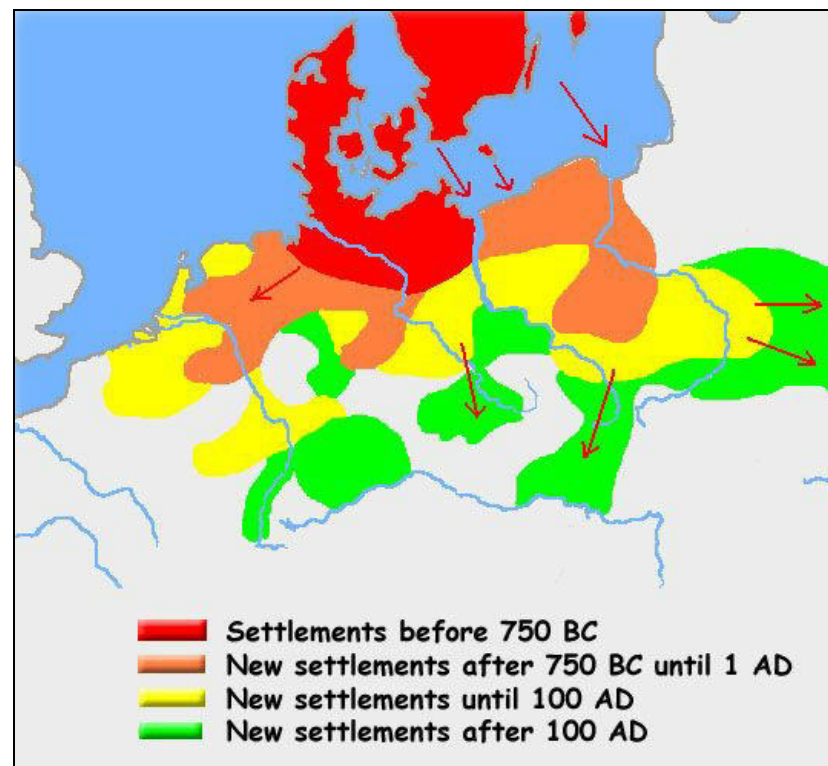 Settlements before 750 BC
New settlements after 750 BC until 1 AD
New settlements until 100 AD
New settlements after 100 AD